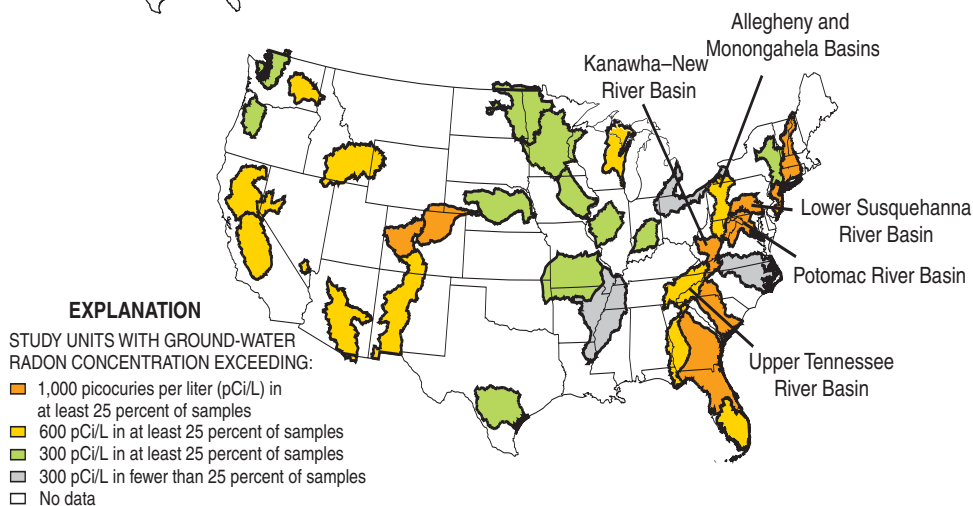 Allegheny and
Monongahela Basins
Kanawha–New
River Basin
Lower Susquehanna
River Basin
Potomac River Basin
Upper Tennessee
River Basin
EXPLANATION
STUDY UNITS WITH GROUND-WATER
RADON CONCENTRATION EXCEEDING:
1,000 picocuries per liter (pCi/L) in
at least 25 percent of samples
600 pCi/L in at least 25 percent of samples
300 pCi/L in at least 25 percent of samples
300 pCi/L in fewer than 25 percent of samples
No data